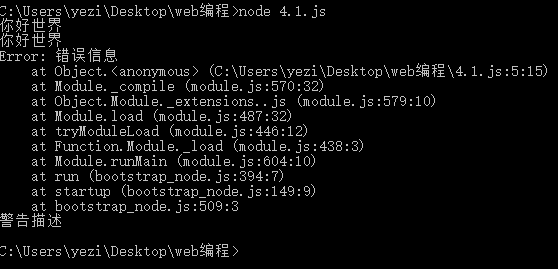 C:\Users\yezi\Desktop\web编程>node 4.1.js
你好世界
你好世界
Error: 错误信息
    at Object.<anonymous> (C:\Users\yezi\Desktop\web编程\4.1.js:5:15)
    at Module._compile (module.js:570:32)
    at Object.Module._extensions..js (module.js:579:10)
    at Module.load (module.js:487:32)
    at tryModuleLoad (module.js:446:12)
    at Function.Module._load (module.js:438:3)
    at Module.runMain (module.js:604:10)
    at run (bootstrap_node.js:394:7)
    at startup (bootstrap_node.js:149:9)
    at bootstrap_node.js:509:3
警告描述
C:\Users\yezi\Desktop\web编程>